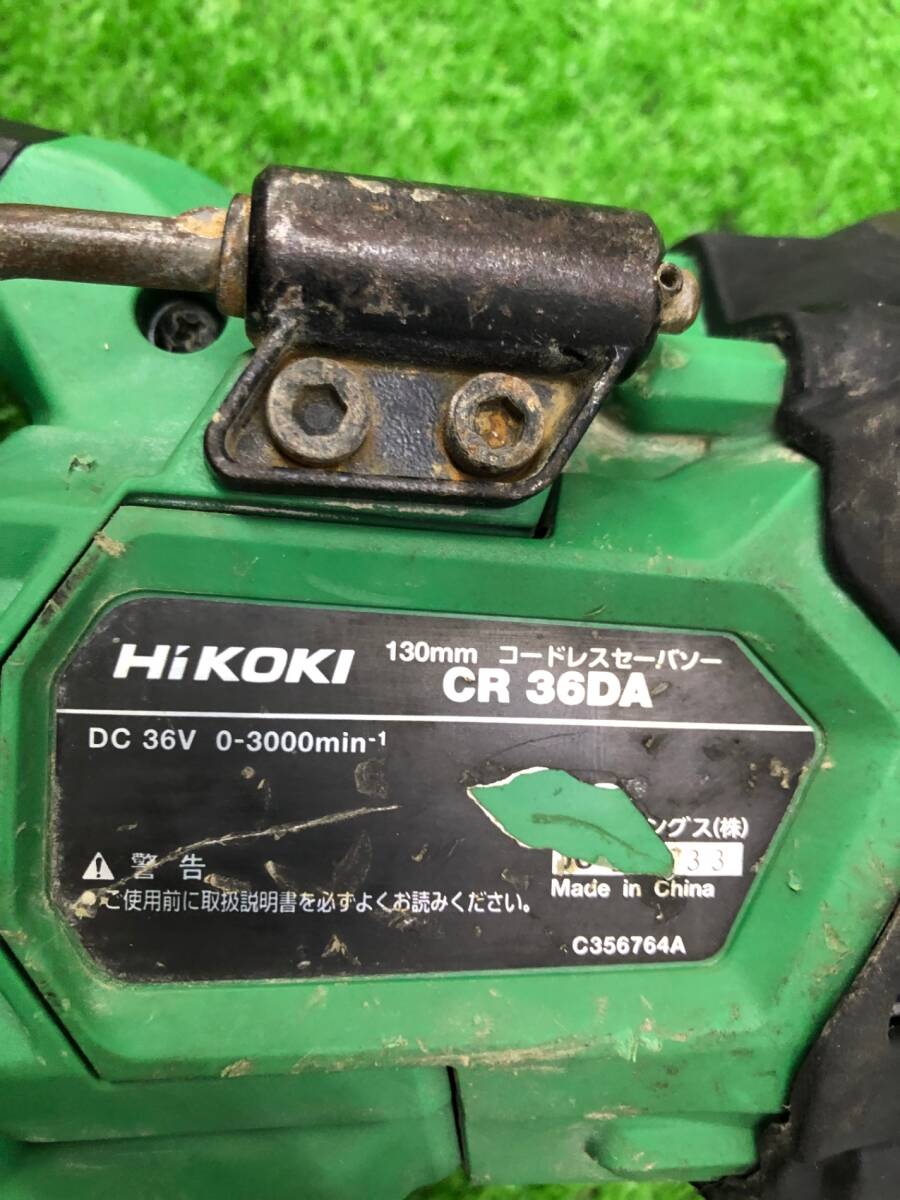 HiKOKI
130mm コードレスセーバソー
CR 36DA
DC 36V 0-3000min-1
ングス(株)
33
Made in China
警告
●ご使用前に取扱説明書を必ずよくお読みください。
C356764A